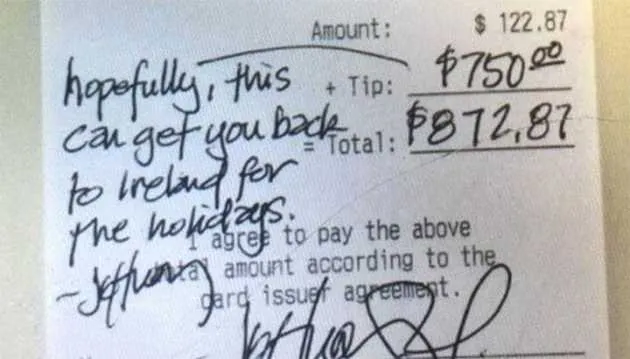 Amount: $ 122.87
+ Tip: $750.00
= Total: $872.87
hopefully, this
can get you back
to Ireland for
the holidays.
I agree to pay the above
total amount according to the
card issuer agreement.